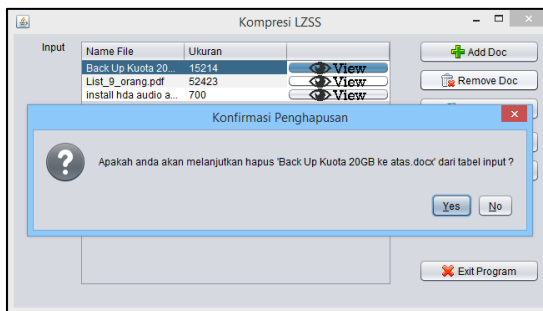 Kompresi LZSS
Input
Name File Ukuran
Add Doc
Back Up Kuota 20... 15214 View
List_9_orang.pdf 52423 View
Remove Doc
install hda audio a... 700 View
Konfirmasi Penghapusan
Apakah anda akan melanjutkan hapus 'Back Up Kuota 20GB ke atas.docx' dari tabel input ?
Yes No
Exit Program